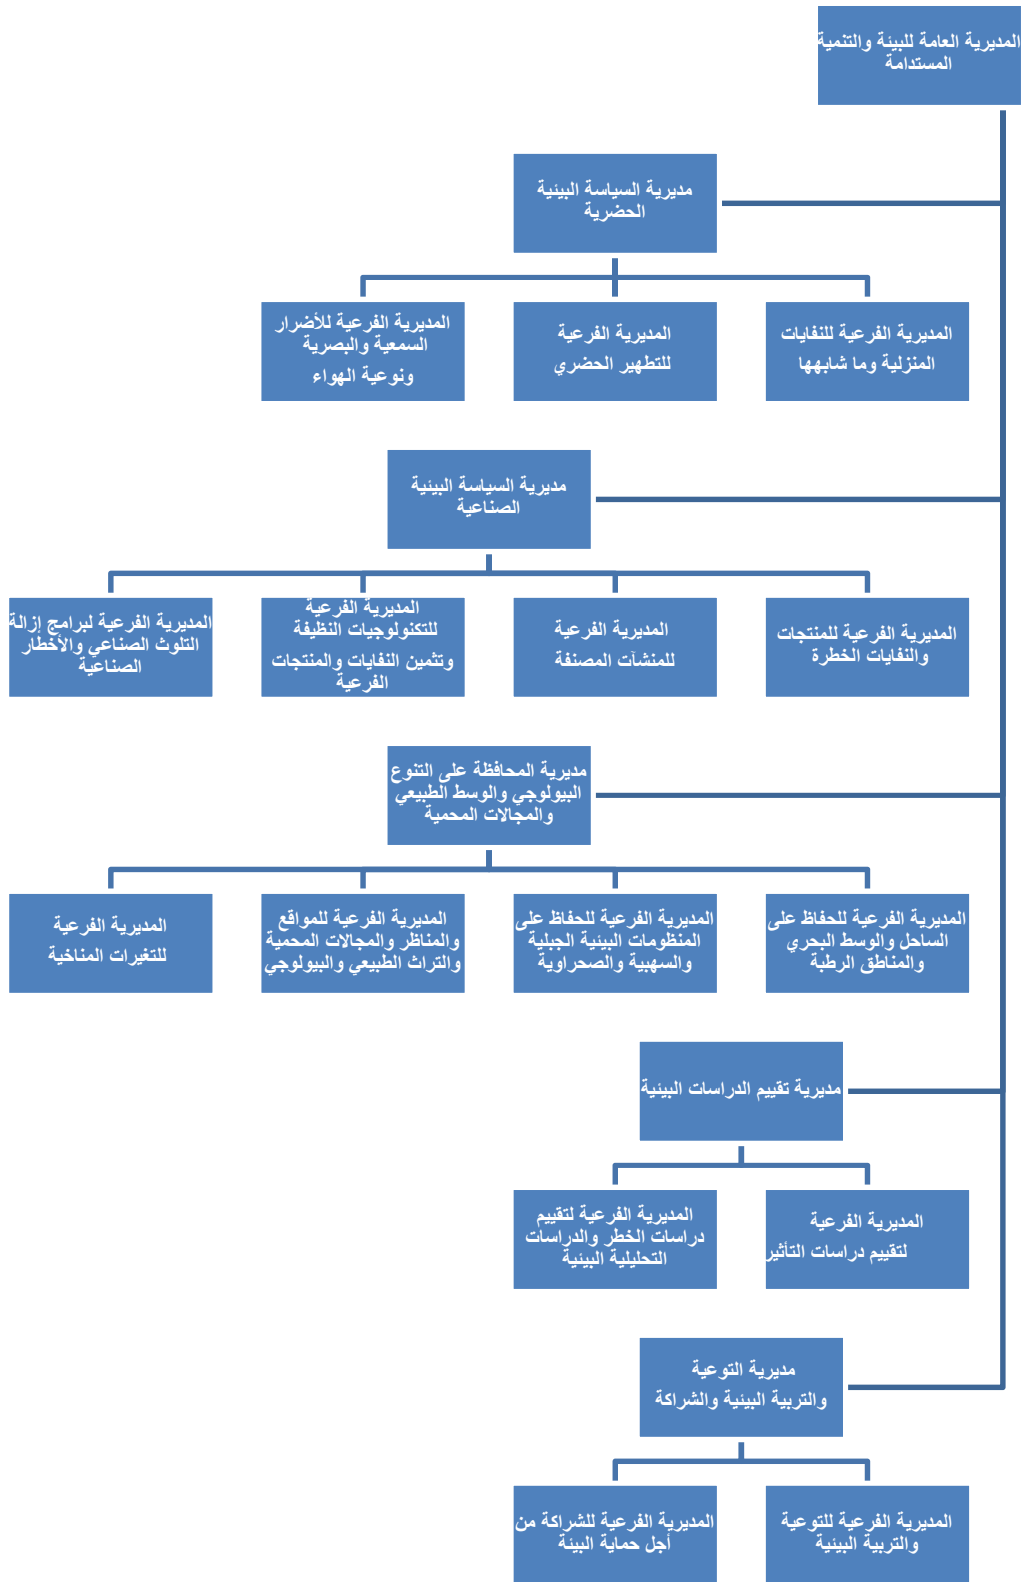 المديرية العامة للبيئة والتنمية
المستدامة
مديرية السياسة البيئية
الحضرية
المديرية الفرعية للنفايات
المنزلية وما شابهها
المديرية الفرعية
للتطهير الحضري
المديرية الفرعية للأضرار
السمعية والبصرية
ونوعية الهواء
مديرية السياسة البيئية
الصناعية
المديرية الفرعية للمنتجات
والنفايات الخطرة
المديرية الفرعية
للمنشآت المصنفة
المديرية الفرعية
للتكنولوجيات النظيفة
وتثمين النفايات والمنتجات
الفرعية
المديرية الفرعية لبرامج إزالة
التلوث الصناعي والأخطار
الصناعية
مديرية المحافظة على التنوع
البيولوجي والوسط الطبيعي
والمجالات المحمية
المديرية الفرعية للحفاظ على
الساحل والوسط البحري
والمناطق الرطبة
المديرية الفرعية للحفاظ على
المنظومات البيئية الجبلية
والسهبية والصحراوية
المديرية الفرعية للمواقع
والمناظر والمجالات المحمية
والتراث الطبيعي والبيولوجي
المديرية الفرعية
للتغيرات المناخية
مديرية تقييم الدراسات البيئية
المديرية الفرعية
لتقييم دراسات التأثير
المديرية الفرعية لتقييم
دراسات الخطر والدراسات
التحليلية البيئية
مديرية التوعية
والتربية البيئية والشراكة
المديرية الفرعية للتوعية
والتربية البيئية
المديرية الفرعية للشراكة من
أجل حماية البيئة